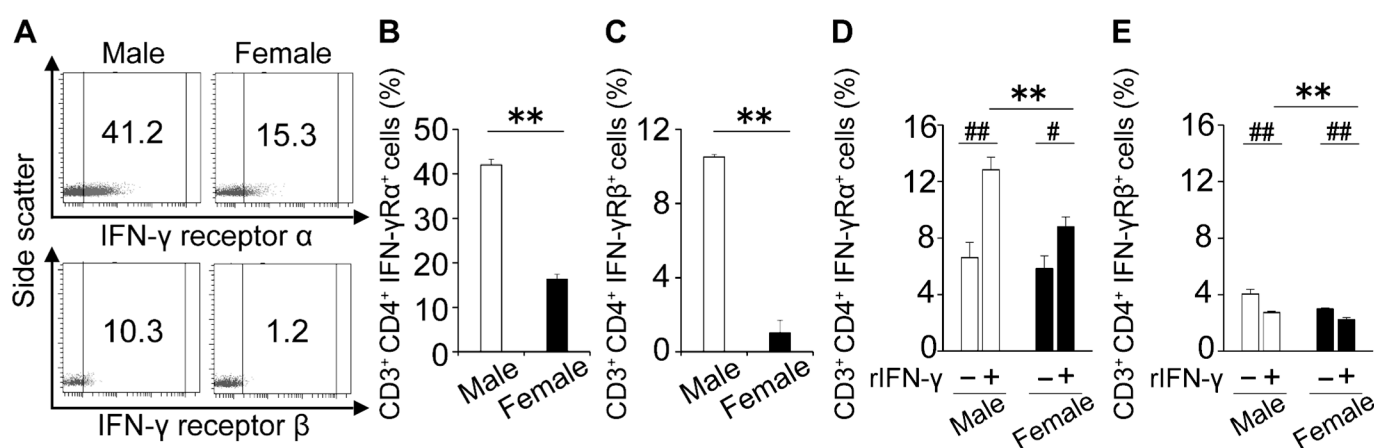 A
Male Female
41.2
15.3
IFN-γ receptor α
10.3
1.2
IFN-γ receptor β
Side scatter
B
CD3⁺ CD4⁺ IFN-γRα⁺ cells (%)
**
50
40
30
20
10
0
Male
Female
C
CD3⁺ CD4⁺ IFN-γRβ⁺ cells (%)
**
12
8
4
0
Male
Female
D
CD3⁺ CD4⁺ IFN-γRα⁺ cells (%)
**
## #
16
12
8
4
0
rIFN-γ – + – +
Male
Female
E
CD3⁺ CD4⁺ IFN-γRβ⁺ cells (%)
**
## ##
16
12
8
4
0
rIFN-γ – + – +
Male
Female